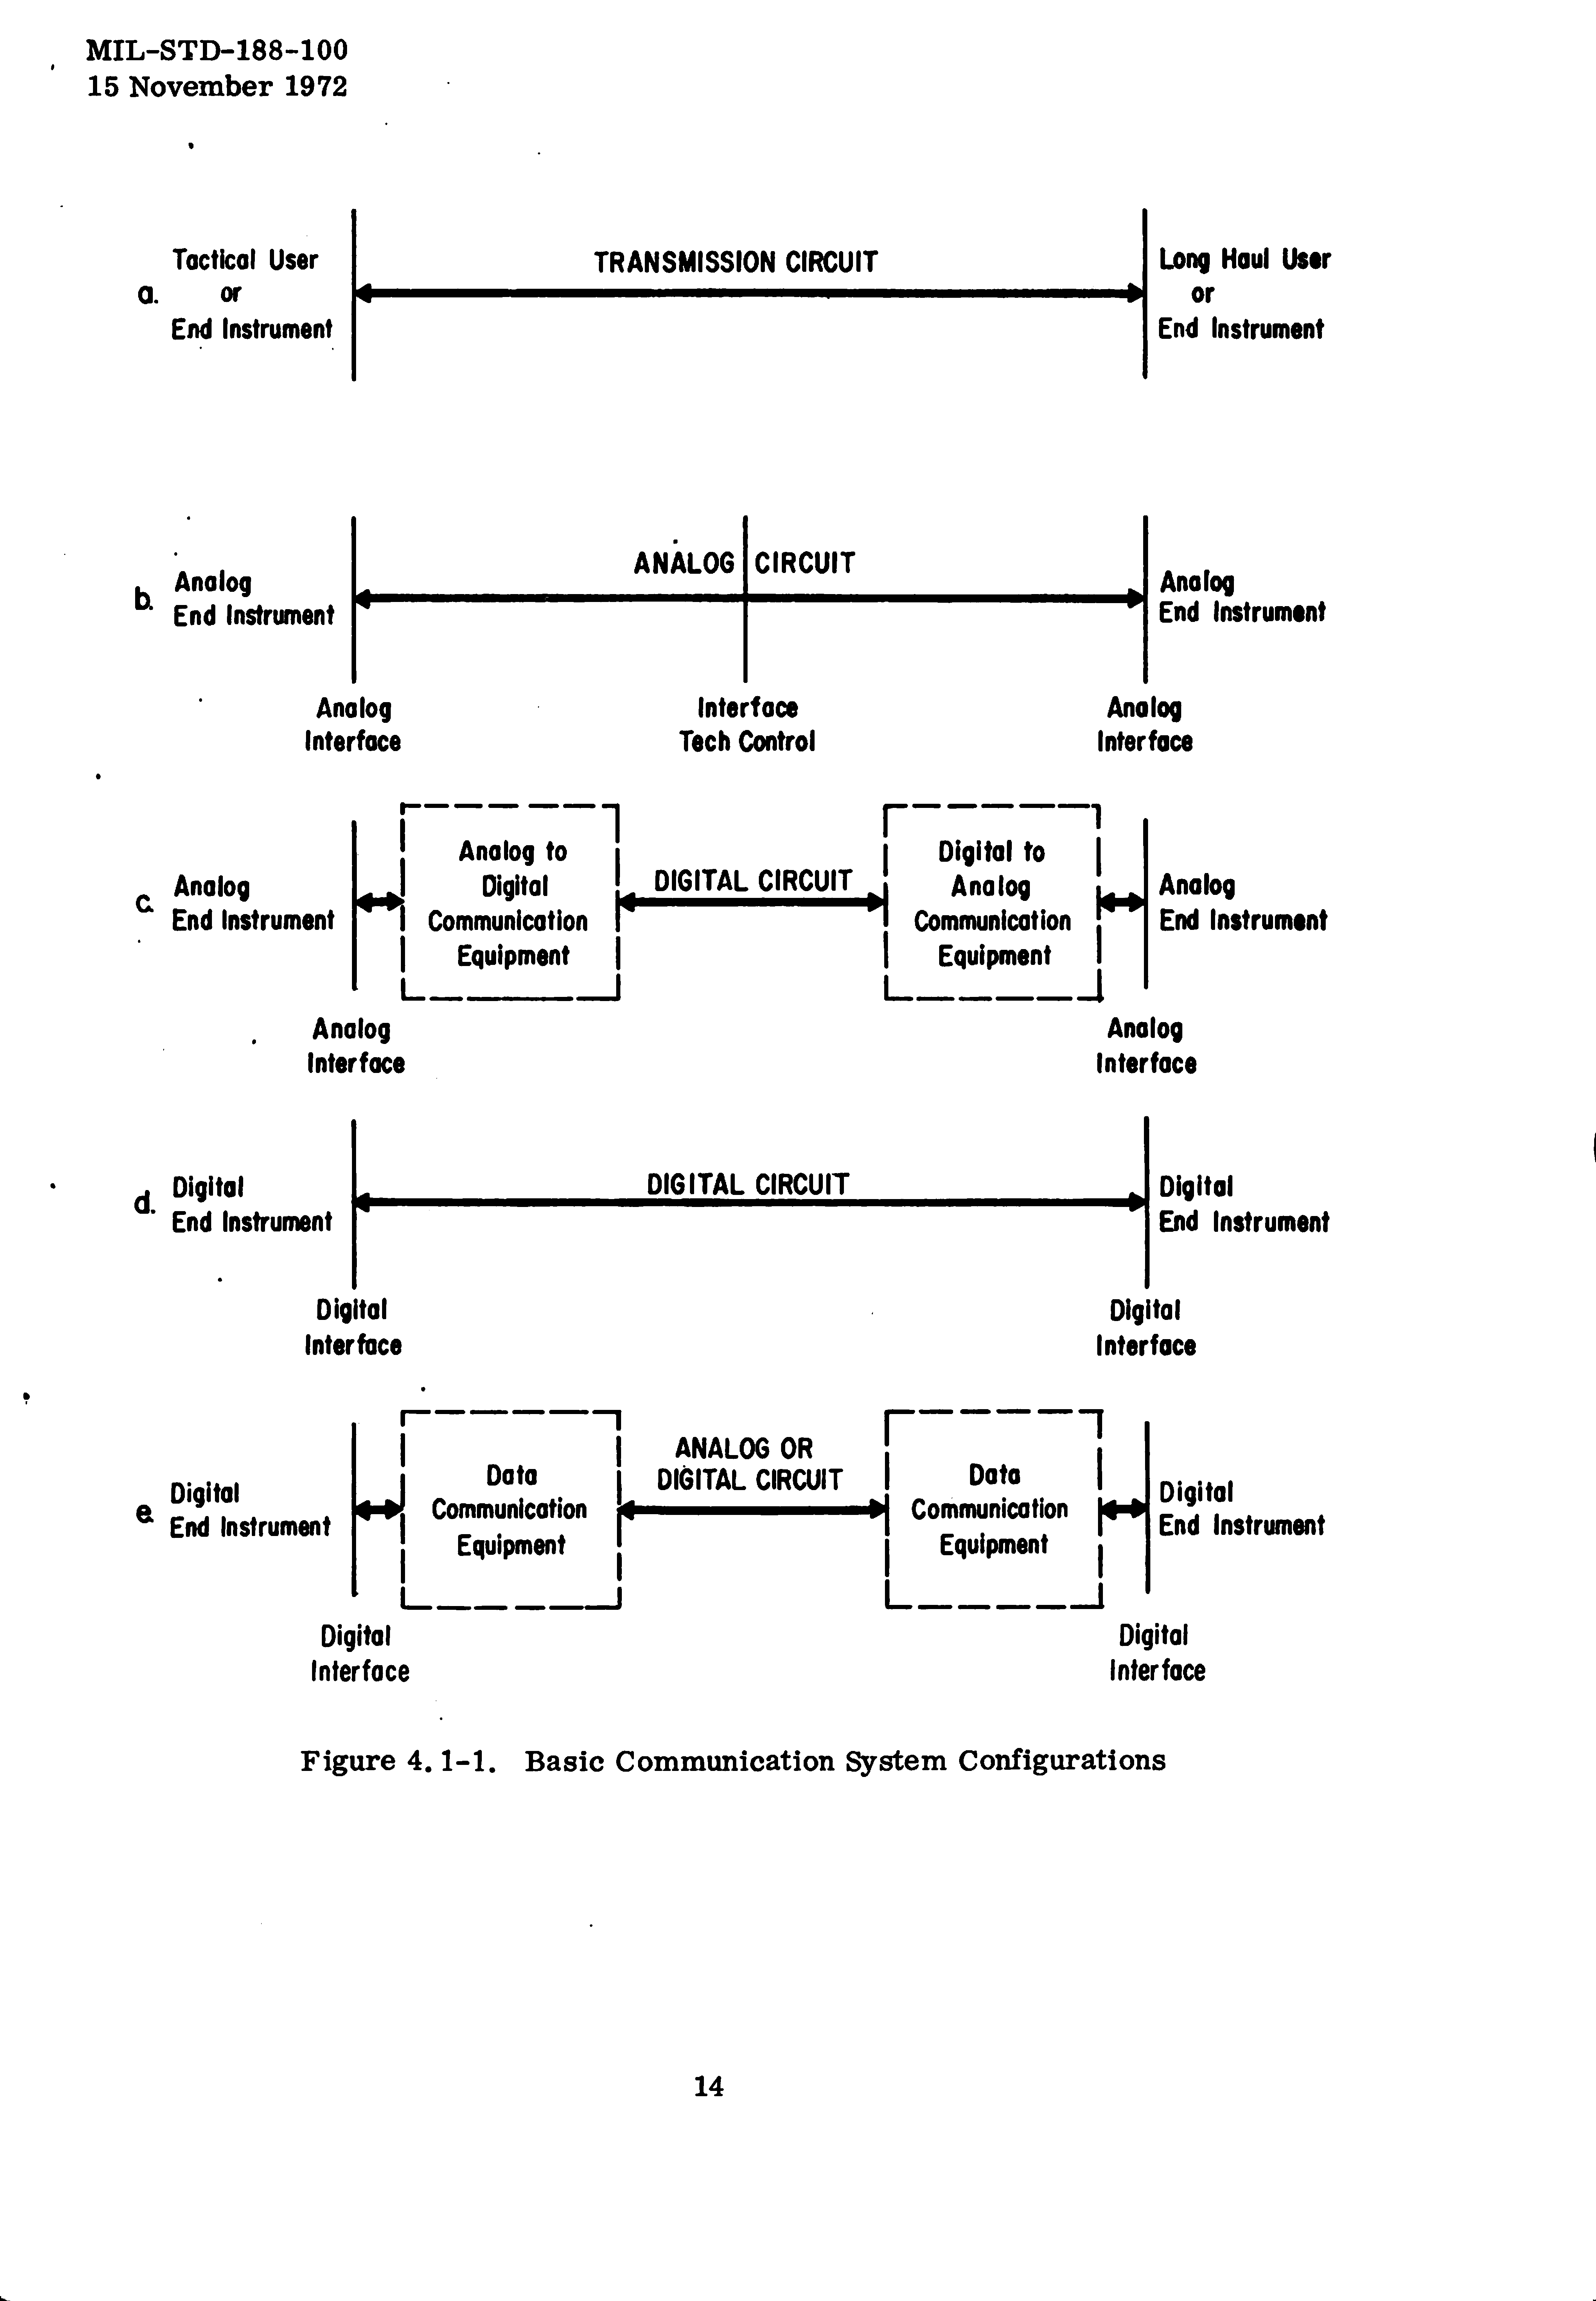 MIL-STD-188-100
15 November 1972
Tactical User
a. or
End Instrument
TRANSMISSION CIRCUIT
Long Haul User
or
End Instrument
b. Analog
End Instrument
ANALOG CIRCUIT
Analog
End Instrument
Analog
Interface
Interface
Tech Control
Analog
Interface
c. Analog
End Instrument
Analog to
Digital
Communication
Equipment
DIGITAL CIRCUIT
Digital to
Analog
Communication
Equipment
Analog
End Instrument
Analog
Interface
Analog
Interface
d. Digital
End Instrument
DIGITAL CIRCUIT
Digital
End Instrument
Digital
Interface
Digital
Interface
e. Digital
End Instrument
Data
Communication
Equipment
ANALOG OR
DIGITAL CIRCUIT
Data
Communication
Equipment
Digital
End Instrument
Digital
Interface
Digital
Interface
Figure 4.1-1. Basic Communication System Configurations
14